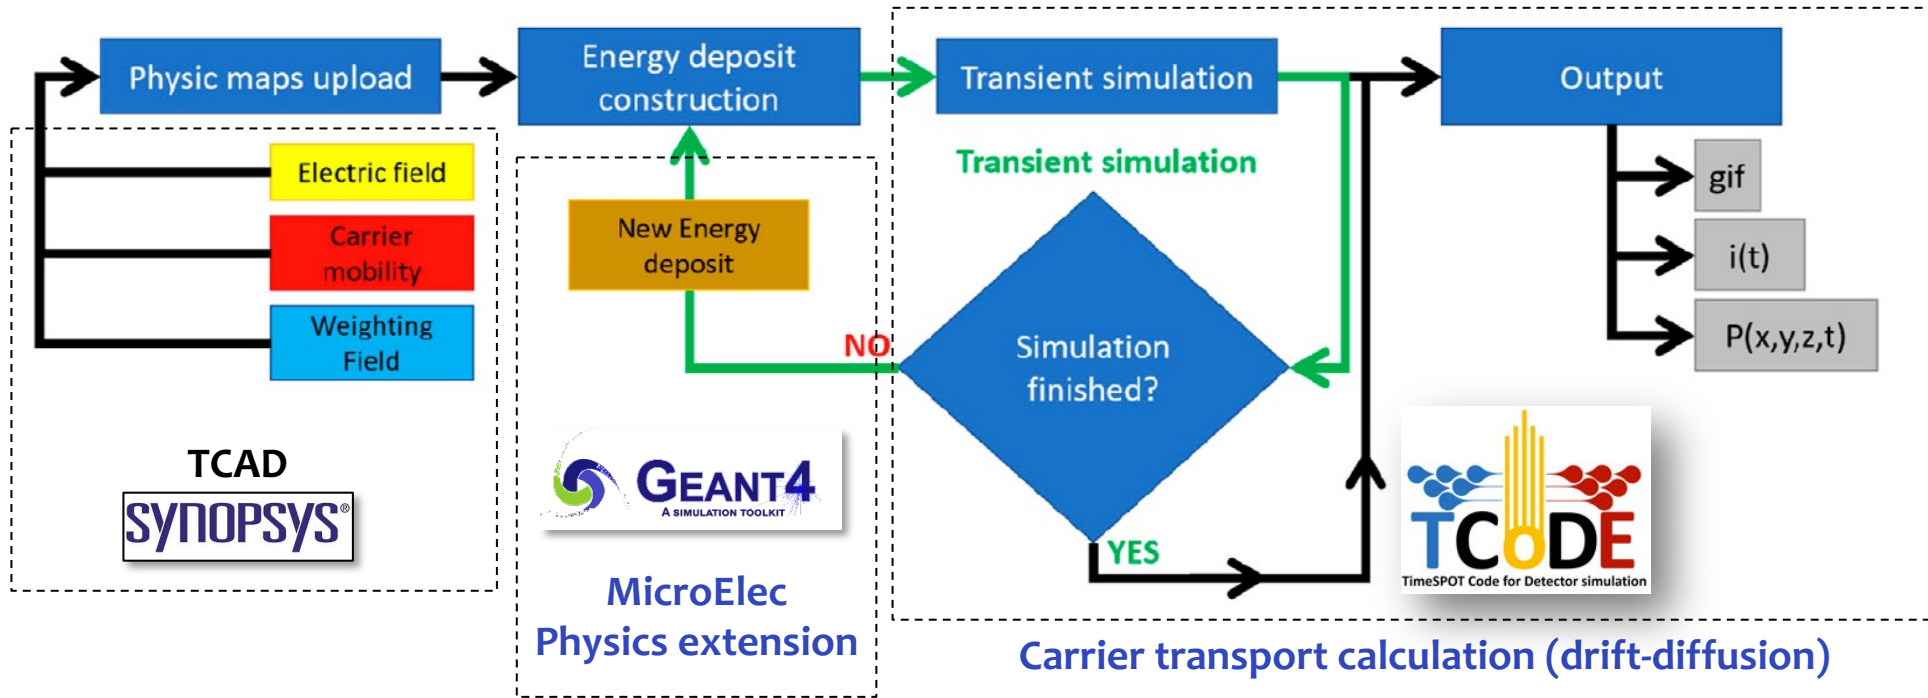 Physic maps upload
Energy deposit
construction
Transient simulation
Output
Electric field
Carrier
mobility
Weighting
Field
New Energy
deposit
Transient simulation
Simulation
finished?
NO
YES
gif
i(t)
P(x,y,z,t)
TCAD
SYNOPSYS®
GEANT4
A SIMULATION TOOLKIT
MicroElec
Physics extension
TCODE
TimeSPOT Code for Detector simulation
Carrier transport calculation (drift-diffusion)